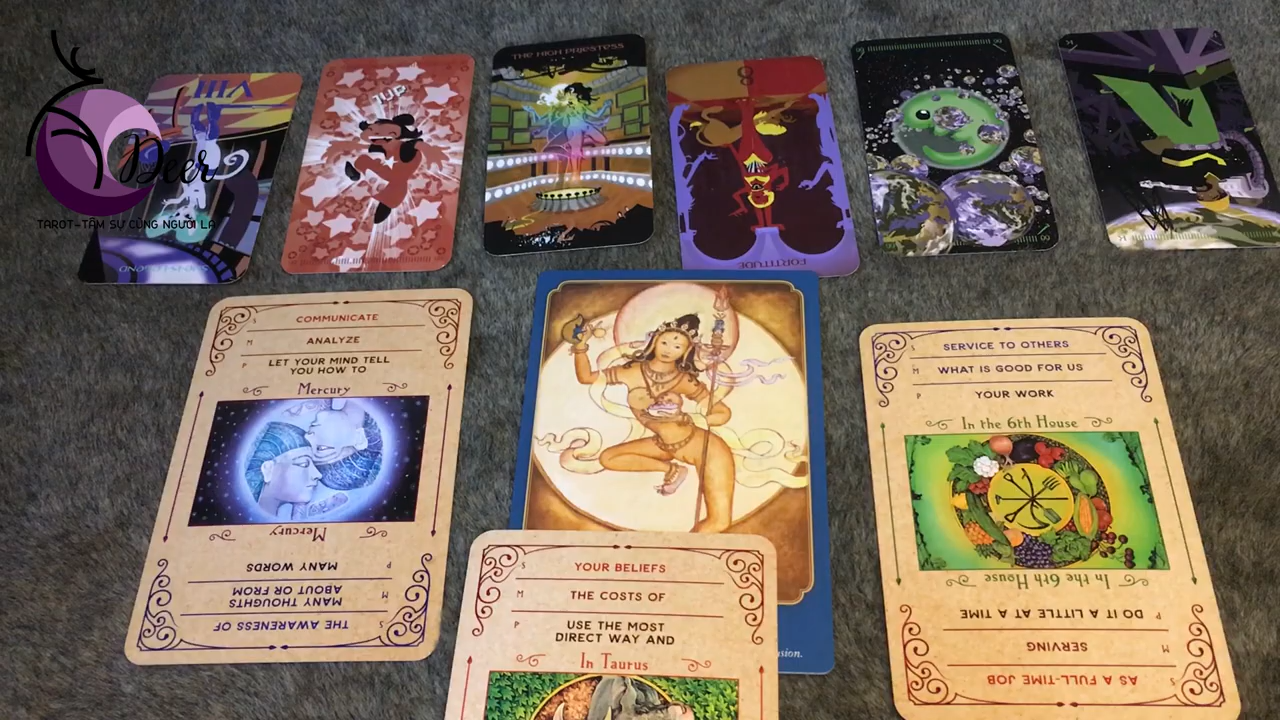 THE HIGH PRIESTESS
VIII
1UP
8
FORTITUDE
Deer
TAROT-TÂM SỰ CÙNG NGƯỜI LẠ
S COMMUNICATE
M ANALYZE
P LET YOUR MIND TELL
YOU HOW TO
Mercury
Mercury
P MANY WORDS
M MANY THOUGHTS
ABOUT OR FROM
S THE AWARENESS OF
sion.
S YOUR BELIEFS
M THE COSTS OF
P USE THE MOST
DIRECT WAY AND
In Taurus
S SERVICE TO OTHERS
M WHAT IS GOOD FOR US
P YOUR WORK
In the 6th House
In the 6th House
P DO IT A LITTLE AT A TIME
M SERVING
S AS A FULL-TIME JOB